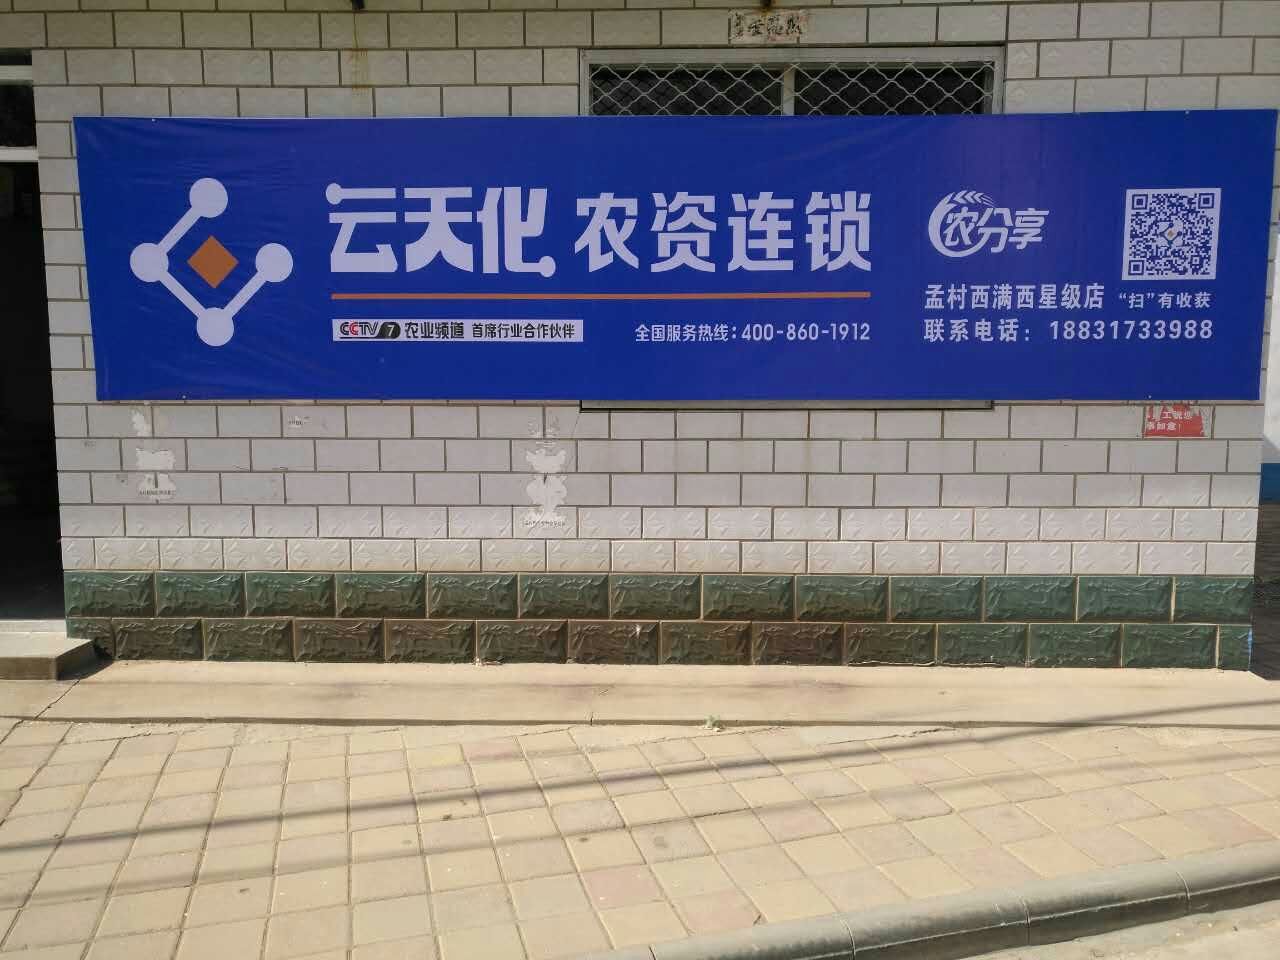 云天化 农资连锁
CCTV 7 农业频道 首席行业合作伙伴
全国服务热线：400-860-1912
农分享
孟村西满西星级店 “扫”有收获
联系电话：18831733988